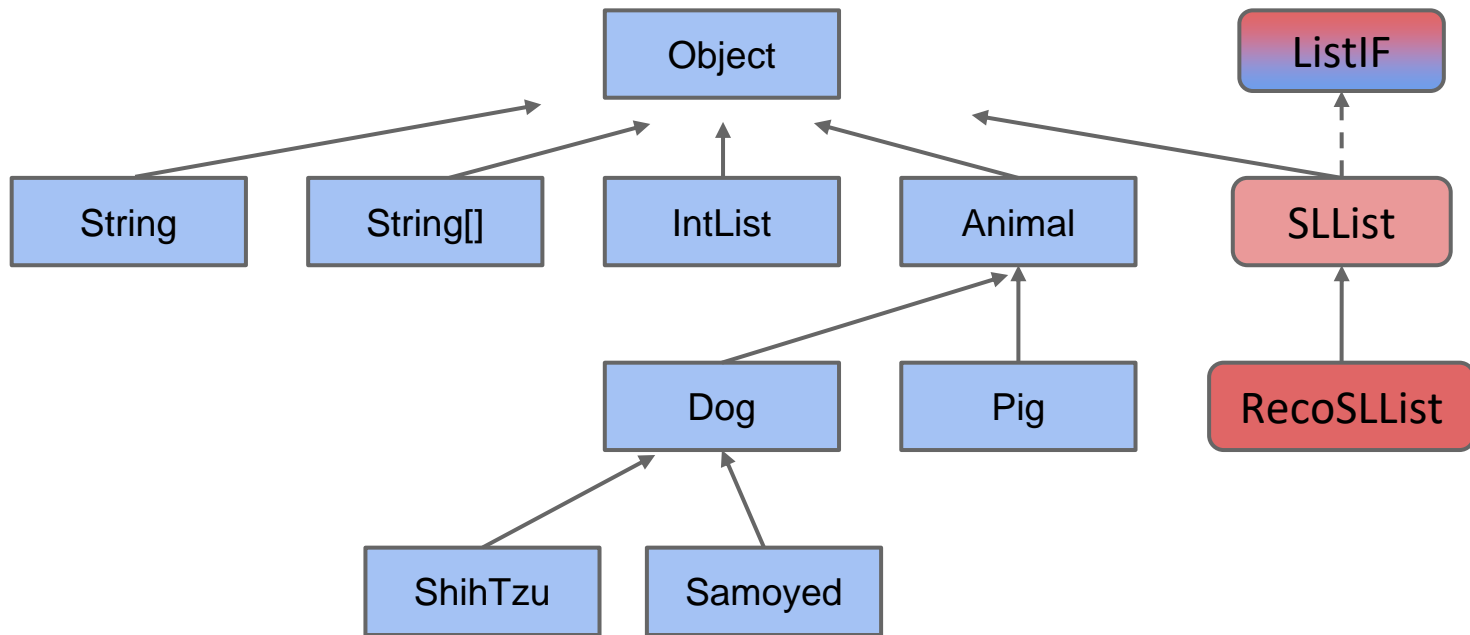 Object
ListIF
String
String[]
IntList
Animal
SLList
Dog
Pig
RecoSLList
ShihTzu
Samoyed